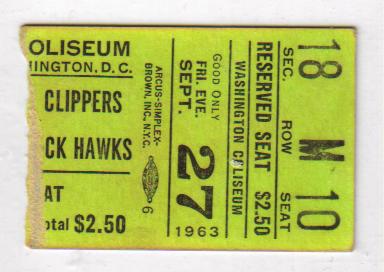 OLISEUM
HINGTON, D.C.
CLIPPERS
CK HAWKS
AT
otal $2.50
ARCUS-SIMPLEX-
BROWN, INC., N.Y.C.
6
GOOD ONLY
FRI. EVE.
SEPT.
27
1963
WASHINGTON COLISEUM
RESERVED SEAT $2.50
SEC. ROW SEAT
18 M 10